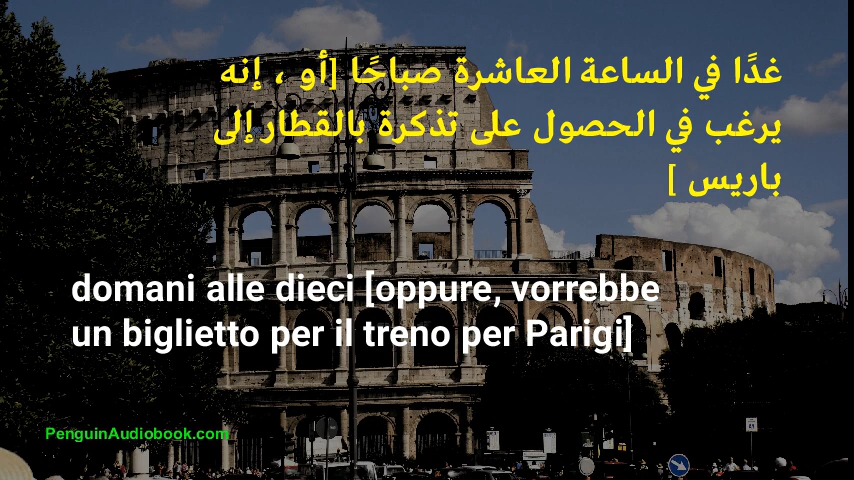 غدًا في الساعة العاشرة صباحًا [أو ، إنه
يرغب في الحصول على تذكرة بالقطار إلى
باريس ]
domani alle dieci [oppure, vorrebbe
un biglietto per il treno per Parigi]
PenguinAudiobook.com